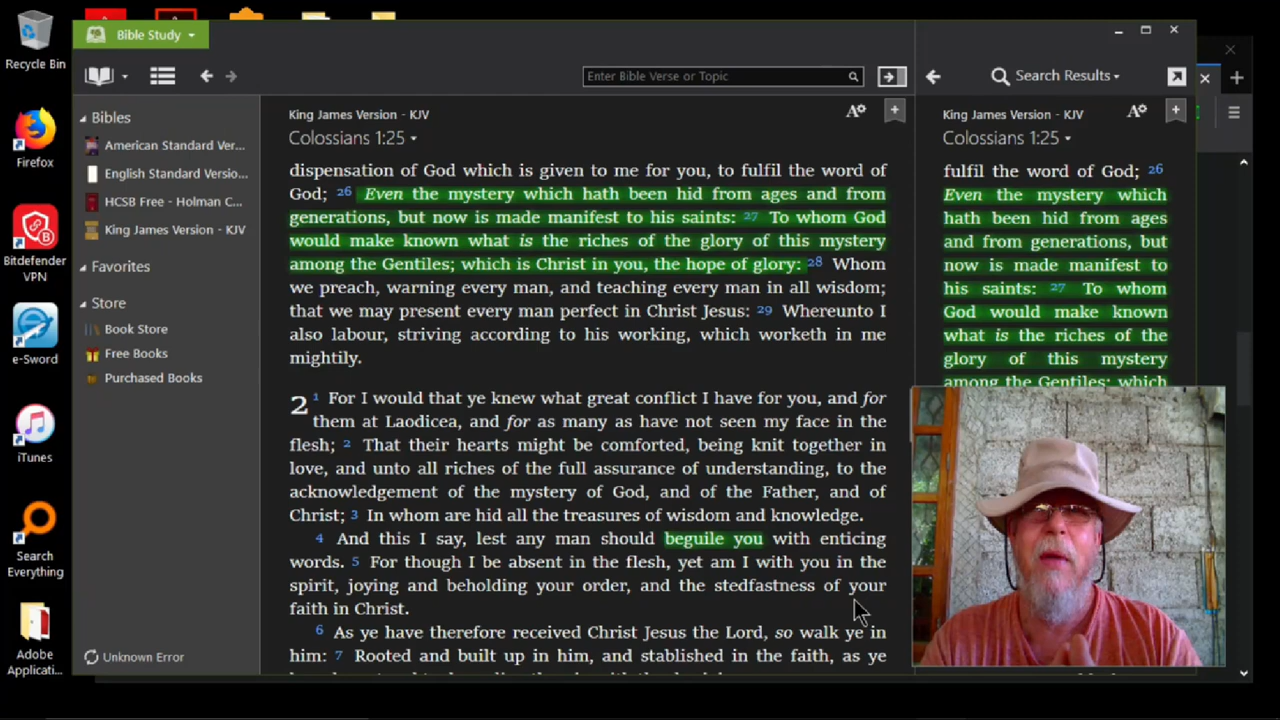 Recycle Bin
Firefox
Bitdefender
VPN
e-Sword
iTunes
Search
Everything
Adobe
Applicati...
Bible Study
Enter Bible Verse or Topic
Search Results
Bibles
American Standard Ver...
English Standard Versio...
HCSB Free - Holman C...
King James Version - KJV
Favorites
Store
Book Store
Free Books
Purchased Books
Unknown Error
King James Version - KJV
Colossians 1:25
dispensation of God which is given to me for you, to fulfil the word of
God; 26 Even the mystery which hath been hid from ages and from
generations, but now is made manifest to his saints: 27 To whom God
would make known what is the riches of the glory of this mystery
among the Gentiles; which is Christ in you, the hope of glory: 28 Whom
we preach, warning every man, and teaching every man in all wisdom;
that we may present every man perfect in Christ Jesus: 29 Whereunto I
also labour, striving according to his working, which worketh in me
mightily.
2 1 For I would that ye knew what great conflict I have for you, and for
them at Laodicea, and for as many as have not seen my face in the
flesh; 2 That their hearts might be comforted, being knit together in
love, and unto all riches of the full assurance of understanding, to the
acknowledgement of the mystery of God, and of the Father, and of
Christ; 3 In whom are hid all the treasures of wisdom and knowledge.
4 And this I say, lest any man should beguile you with enticing
words. 5 For though I be absent in the flesh, yet am I with you in the
spirit, joying and beholding your order, and the stedfastness of your
faith in Christ.
6 As ye have therefore received Christ Jesus the Lord, so walk ye in
him: 7 Rooted and built up in him, and stablished in the faith, as ye
King James Version - KJV
Colossians 1:25
fulfil the word of God; 26
Even the mystery which
hath been hid from ages
and from generations, but
now is made manifest to
his saints: 27 To whom
God would make known
what is the riches of the
glory of this mystery
among the Gentiles; which